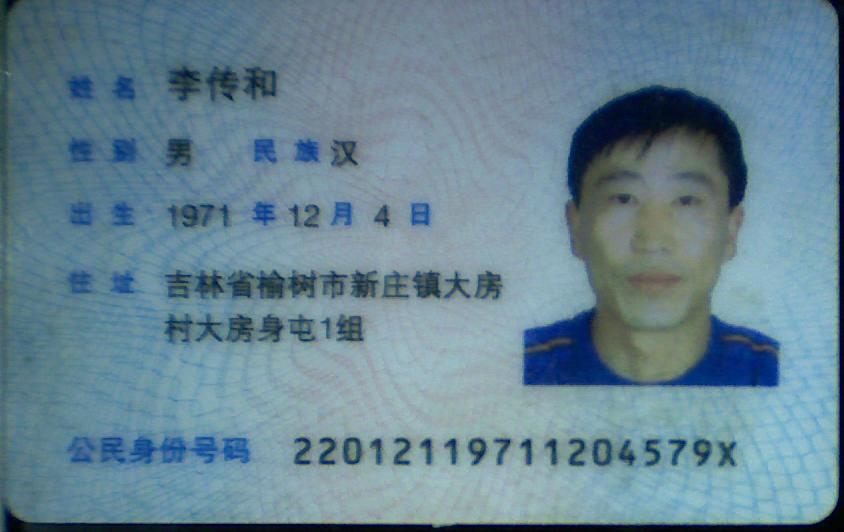 姓名 李传和
性别 男 民族 汉
出生 1971 年 12 月 4 日
住址 吉林省榆树市新庄镇大房
村大房身屯1组
公民身份号码 22012119711204579X